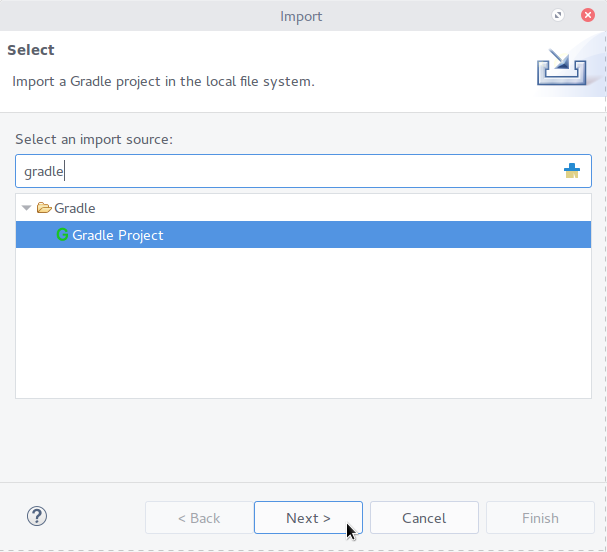 Import
Select
Import a Gradle project in the local file system.
Select an import source:
gradle
Gradle
G Gradle Project
?
< Back
Next >
Cancel
Finish